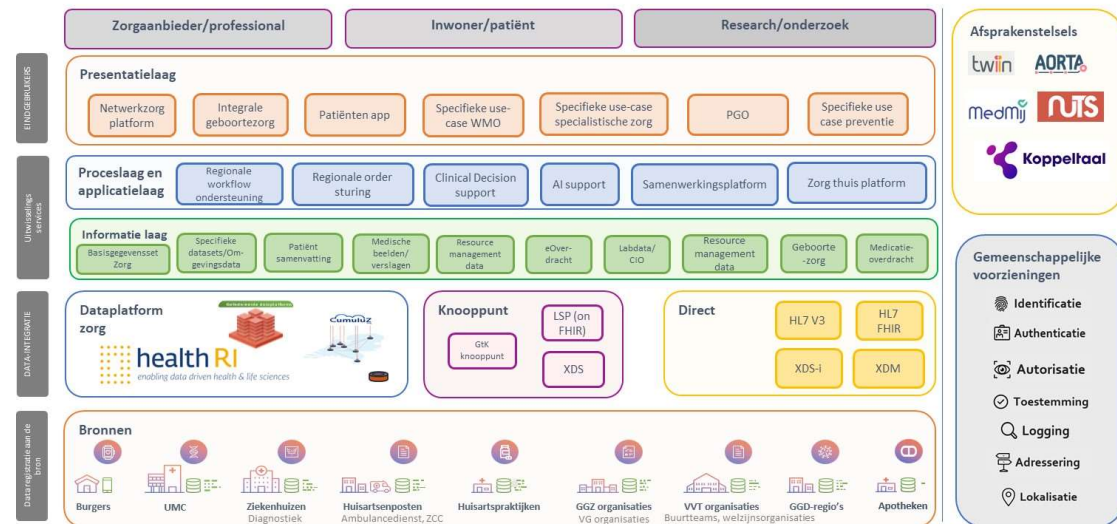 Zorgaanbieder/professional
Inwoner/patiënt
Research/onderzoek
EINDGEBRUIKERS
Presentatielaag
Netwerkzorg
platform
Integrale
geboortezorg
Patiënten app
Specifieke use-
case WMO
Specifieke use-case
specialistische zorg
PGO
Specifieke use
case preventie
Uitwisselings
services
Proceslaag en
applicatielaag
Regionale
workflow
ondersteuning
Regionale order
sturing
Clinical Decision
support
AI support
Samenwerkingsplatform
Zorg thuis platform
Informatie laag
Basisgegevensset
Zorg
Specifieke
datasets/Om-
gevingsdata
Patiënt
samenvatting
Medische
beelden/
verslagen
Resource
management
data
eOver-
dracht
Labdata/
CIO
Resource
management
data
Geboorte
-zorg
Medicatie-
overdracht
DATA-INTEGRATIE
Dataplatform
zorg
Cumuluz
health RI
enabling data driven health & life sciences
Knooppunt
GtK
knooppunt
LSP (on
FHIR)
XDS
Direct
HL7 V3
HL7
FHIR
XDS-i
XDM
Data registratie aan de
bron
Bronnen
Burgers
UMC
Ziekenhuizen
Diagnostiek
Huisartsenposten
Ambulancedienst, ZCC
Huisartspraktijken
GGZ organisaties
VG organisaties
VVT organisaties
Buurtteams, welzijnsorganisaties
GGD-regio's
Apotheken
Afsprakenstelsels
twiin
AORTA
MedMij
nuts
Koppeltaal
Gemeenschappelijke
voorzieningen
Identificatie
Authenticatie
Autorisatie
Toestemming
Logging
Adressering
Lokalisatie